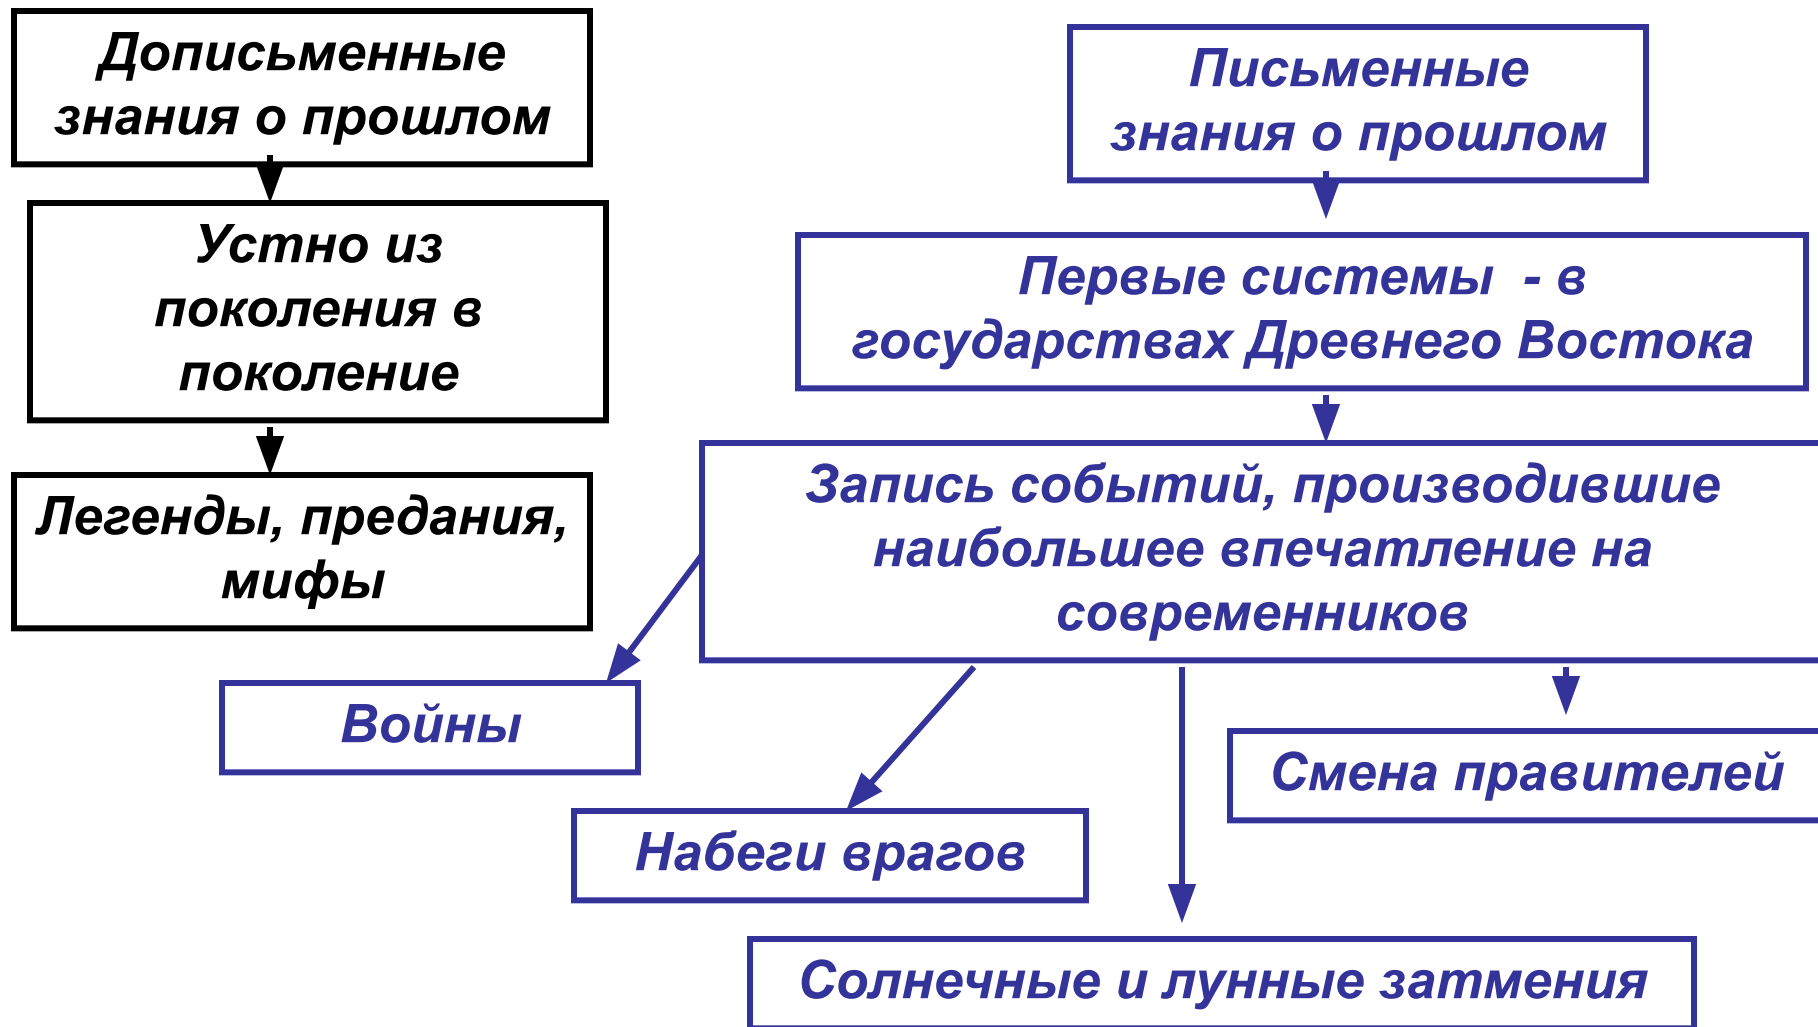 Дописьменные
знания о прошлом
Устно из
поколения в
поколение
Легенды, предания,
мифы
Письменные
знания о прошлом
Первые системы - в
государствах Древнего Востока
Запись событий, производившие
наибольшее впечатление на
современников
Войны
Набеги врагов
Солнечные и лунные затмения
Смена правителей